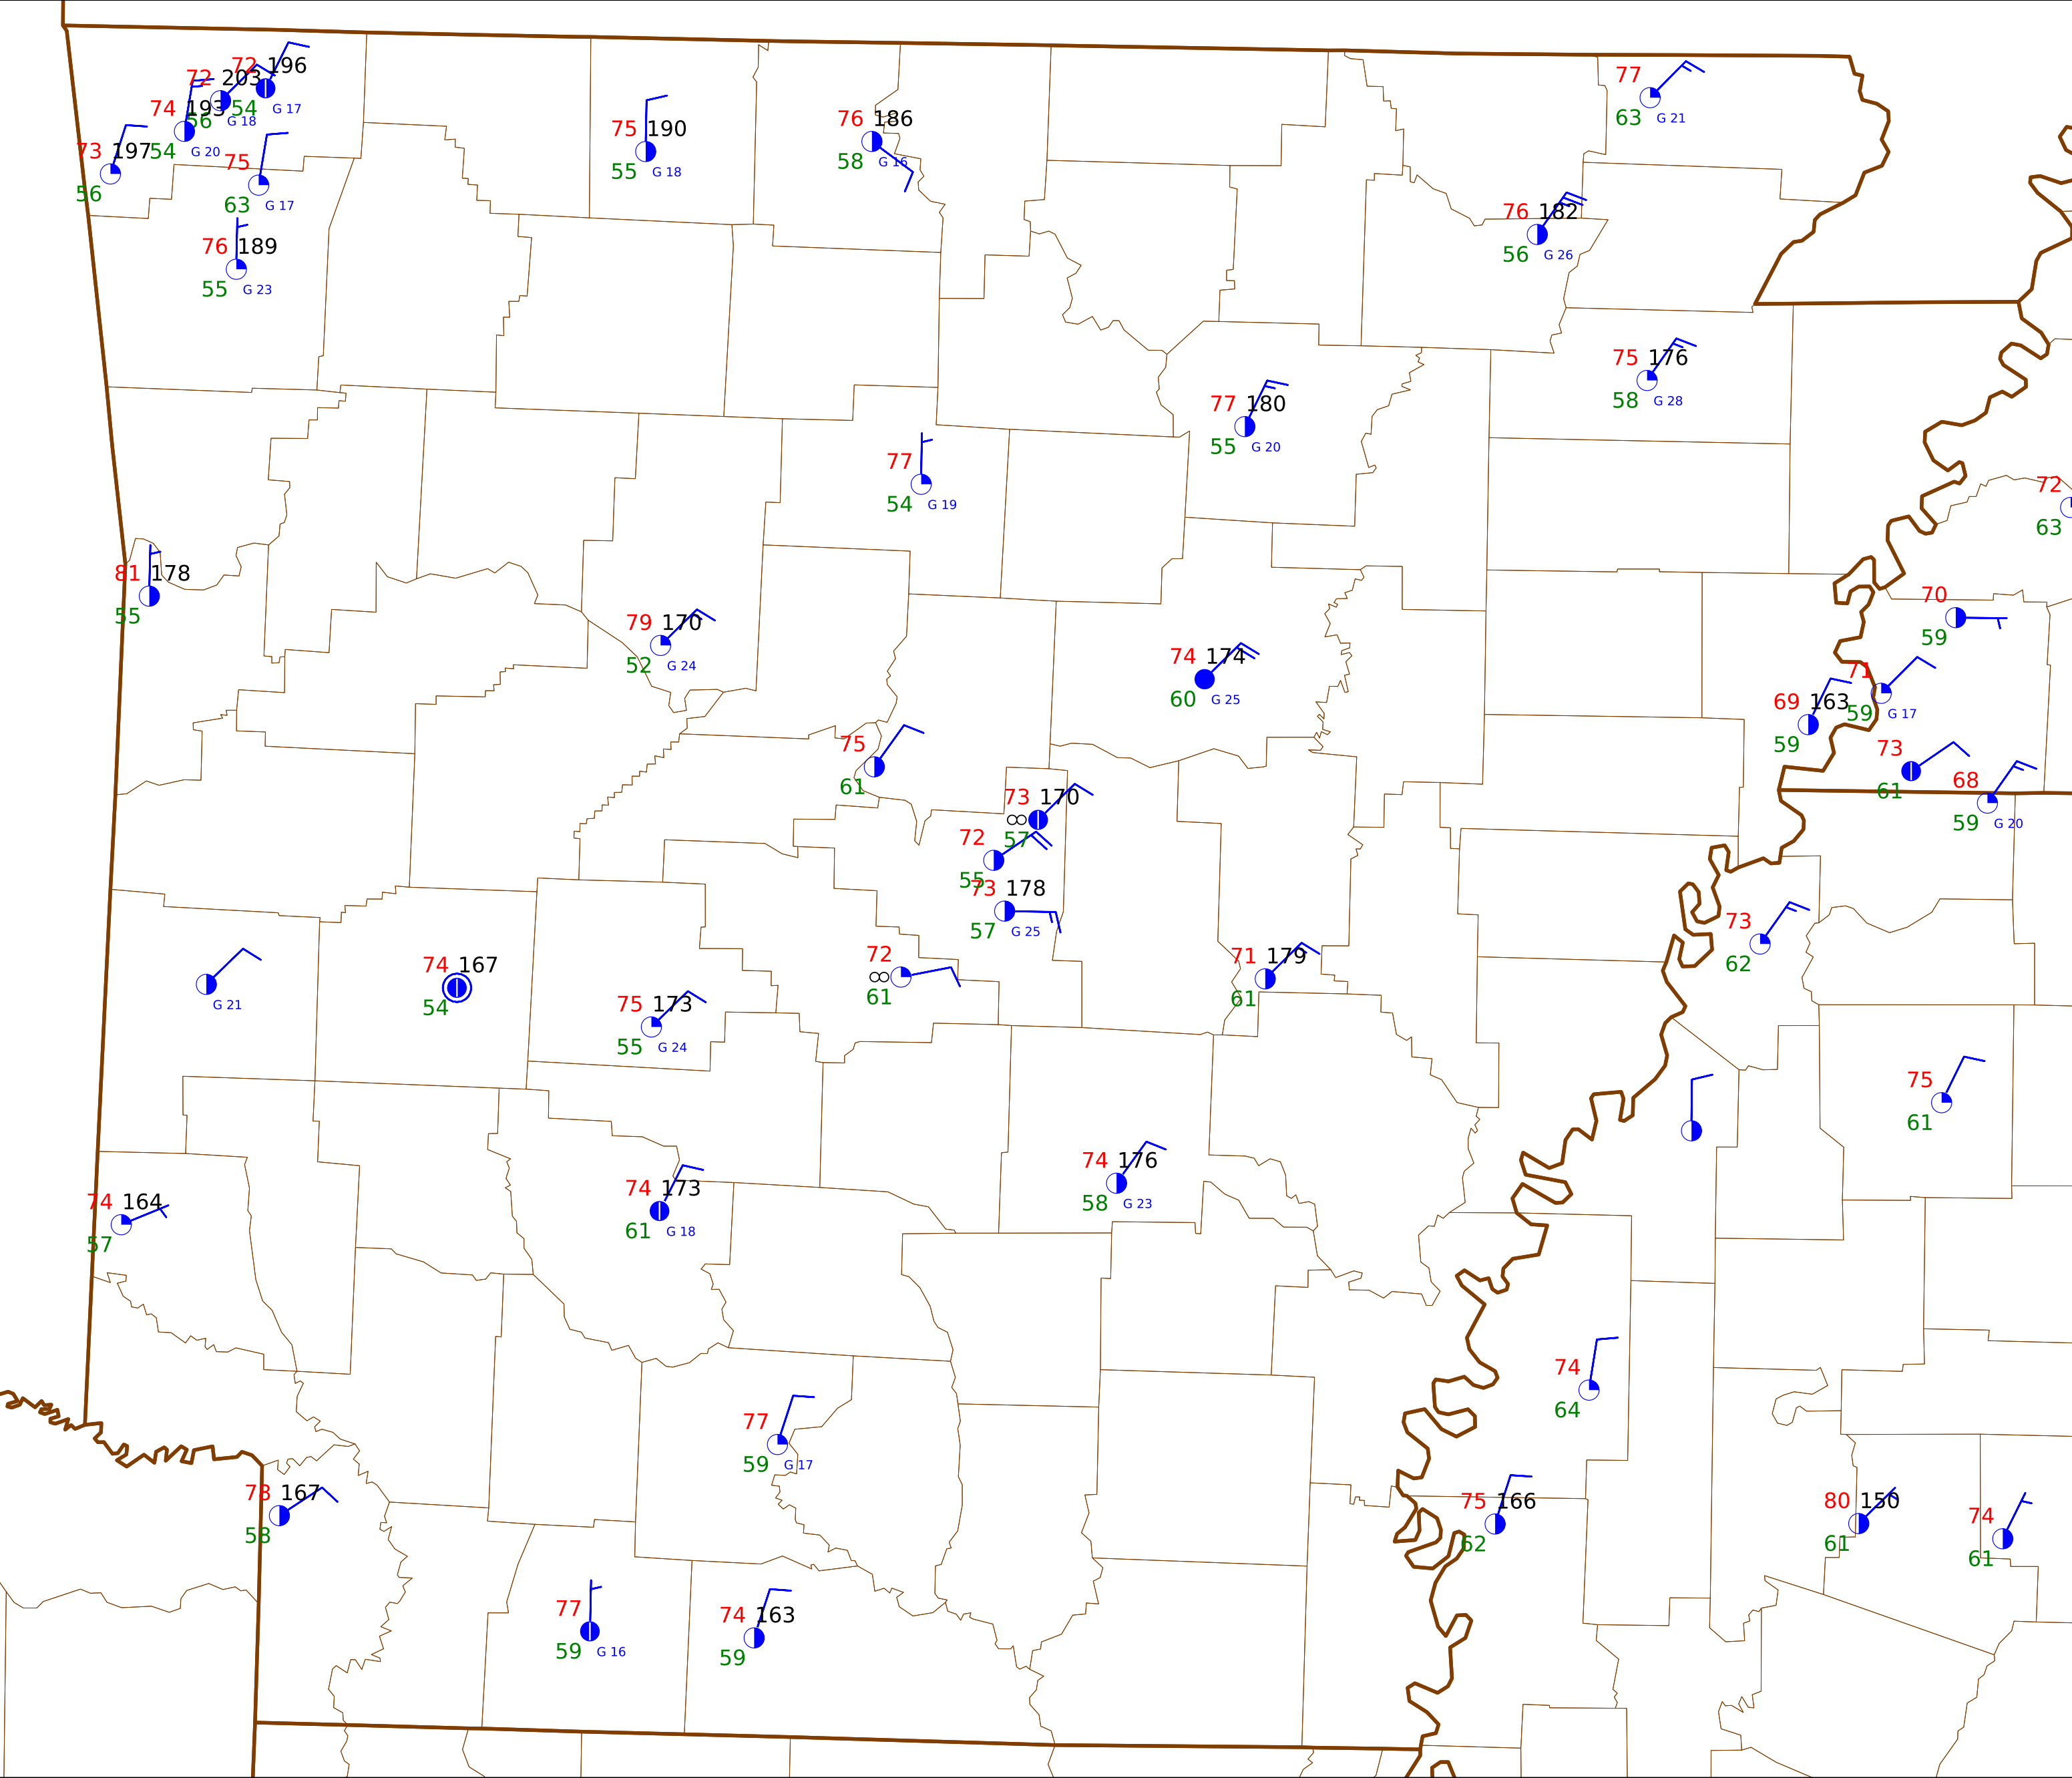 72 196
54 G 17
72 203
56 G 18
74 193
54 G 20
73 197
56
75
63 G 17
76 189
55 G 23
75 190
55 G 18
76 186
58 G 16
77
63 G 21
76 182
56 G 26
75 176
58 G 28
77 180
55 G 20
77
54 G 19
72
63
81 178
55
79 170
52 G 24
74 174
60 G 25
70
59
71
59 G 17
69 163
59
73
61
68
59 G 20
75
61
73 170
∞ 57
72
55
73 178
57 G 25
72
∞
61
71 179
61
73
62
G 21
74 167
54
75 173
55 G 24
75
61
74 176
58 G 23
74 173
61 G 18
74 164
57
74
64
77
59 G 17
78 167
58
75 166
62
80 150
61
74
61
77
59 G 16
74 163
59